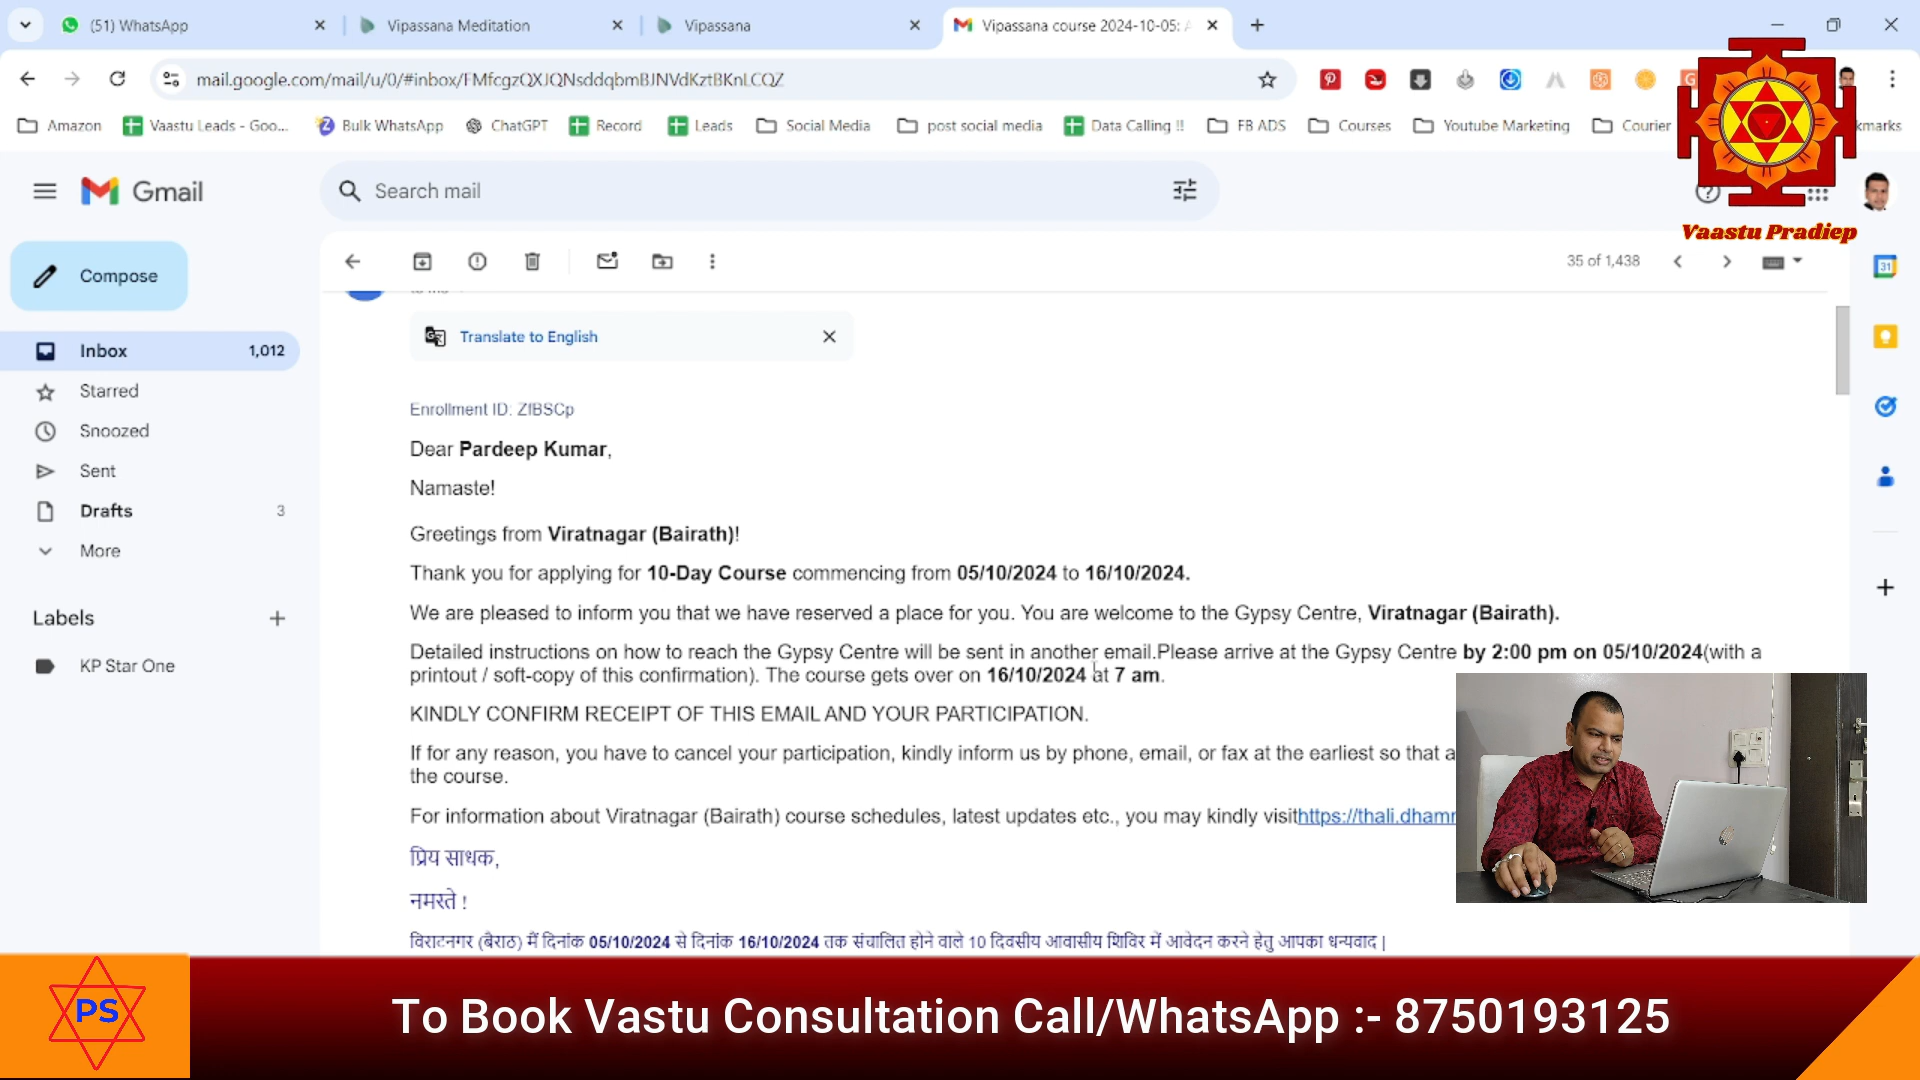 (51) WhatsApp
Vipassana Meditation
Vipassana
Vipassana course 2024-10-05:
mail.google.com/mail/u/0/#inbox/FMfcgzQXJQNsddqbmBJNVdKztBKnLCQZ
Amazon
Vaastu Leads - Goo...
Bulk WhatsApp
ChatGPT
Record
Leads
Social Media
post social media
Data Calling !!
FB ADS
Courses
Youtube Marketing
Courier
Gmail
Search mail
Vaastu Pradiep
Compose
35 of 1,438
Inbox 1,012
Starred
Snoozed
Sent
Drafts 3
More
Labels
KP Star One
Translate to English
Enrollment ID: ZfBSCp
Dear Pardeep Kumar,
Namaste!
Greetings from Viratnagar (Bairath)!
Thank you for applying for 10-Day Course commencing from 05/10/2024 to 16/10/2024.
We are pleased to inform you that we have reserved a place for you. You are welcome to the Gypsy Centre, Viratnagar (Bairath).
Detailed instructions on how to reach the Gypsy Centre will be sent in another email.Please arrive at the Gypsy Centre by 2:00 pm on 05/10/2024(with a
printout / soft-copy of this confirmation). The course gets over on 16/10/2024 at 7 am.
KINDLY CONFIRM RECEIPT OF THIS EMAIL AND YOUR PARTICIPATION.
If for any reason, you have to cancel your participation, kindly inform us by phone, email, or fax at the earliest so that a
the course.
For information about Viratnagar (Bairath) course schedules, latest updates etc., you may kindly visithttps://thali.dhamm
प्रिय साधक,
नमस्ते !
विराटनगर (बैराठ) में दिनांक 05/10/2024 से दिनांक 16/10/2024 तक संचालित होने वाले 10 दिवसीय आवासीय शिविर में आवेदन करने हेतु आपका धन्यवाद |
PS
To Book Vastu Consultation Call/WhatsApp :- 8750193125